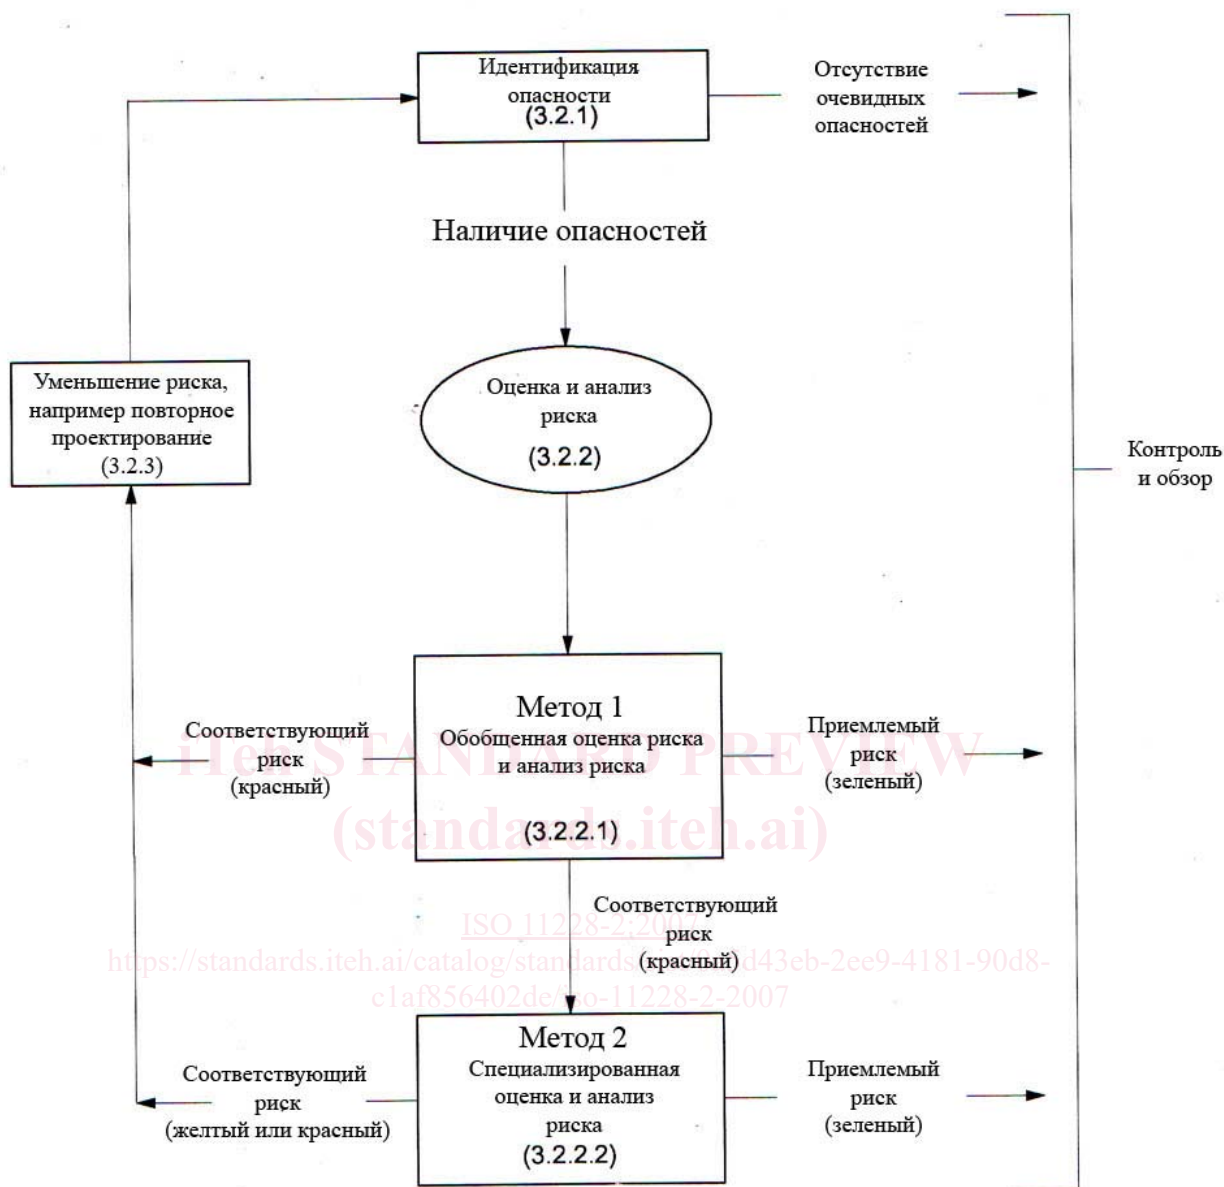 Идентификация
опасности
(3.2.1)
Отсутствие
очевидных
опасностей
Наличие опасностей
Уменьшение риска,
например повторное
проектирование
(3.2.3)
Оценка и анализ
риска
(3.2.2)
Контроль
и обзор
Метод 1
Обобщенная оценка риска
и анализ риска
(3.2.2.1)
Соответствующий
риск
(красный)
Приемлемый
риск
(зеленый)
iTeh STANDARD PREVIEW
(standards.iteh.ai)
Соответствующий
риск
(красный)
ISO 11228-2:2007
https://standards.iteh.ai/catalog/standards/
d43eb-2ee9-4181-90d8-
c1af856402de/iso-11228-2-2007
Метод 2
Специализированная
оценка и анализ
риска
(3.2.2.2)
Соответствующий
риск
(желтый или красный)
Приемлемый
риск
(зеленый)